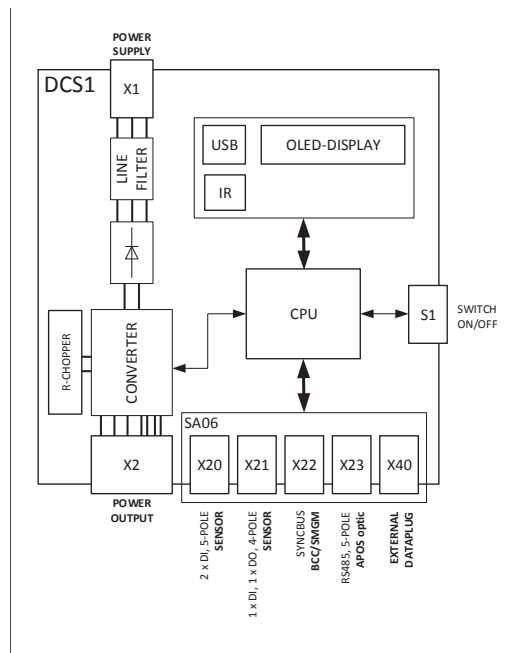 POWER
SUPPLY
DCS1
X1
LINE
FILTER
USB
OLED-DISPLAY
IR
CPU
S1
SWITCH
ON/OFF
R-CHOPPER
CONVERTER
SA06
X2
X20
X21
X22
X23
X40
POWER
OUTPUT
2 x DI, 5-POLE
SENSOR
1 x DI, 1 x DO, 4-POLE
SENSOR
SYNCBUS
BCC/SMGM
RS485, 5-POLE
APOS optic
EXTERNAL
DATAPLUG